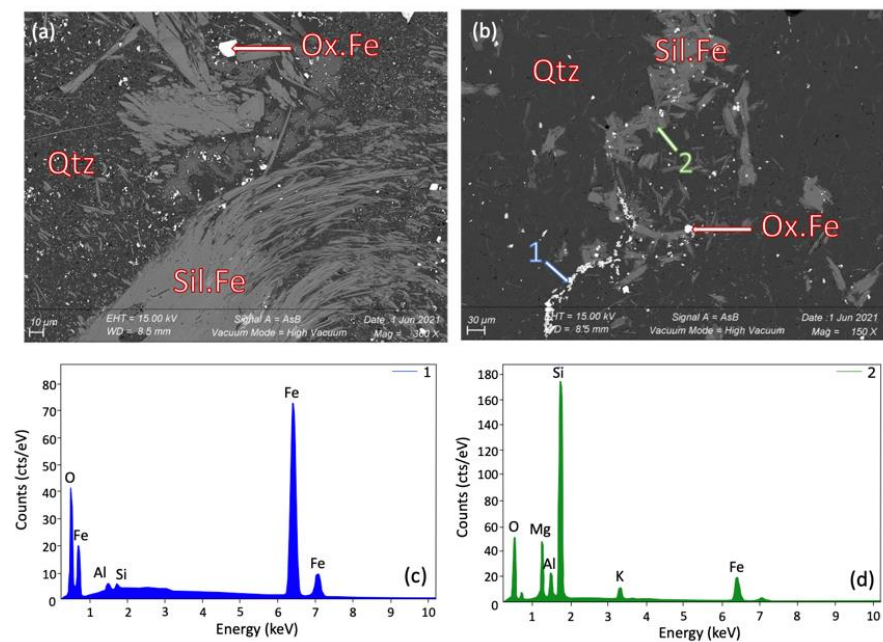 (a)
Ox.Fe
Qtz
Sil.Fe
10 µm
EHT = 15.00 kV
WD = 8.5 mm
Signal A = AsB
Vacuum Mode = High Vacuum
Date :1 Jun 2021
Mag = 350 X
(b)
Sil.Fe
Qtz
2
Ox.Fe
1
30 µm
EHT = 15.00 kV
WD = 8.5 mm
Signal A = AsB
Vacuum Mode = High Vacuum
Date :1 Jun 2021
Mag = 150 X
Counts (cts/eV)
80
70
60
50
40
30
20
10
0
1
Fe
O
Fe
Al
Si
Fe
(c)
1 2 3 4 5 6 7 8 9 10
Energy (keV)
Counts (cts/eV)
180
160
140
120
100
80
60
40
20
0
2
Si
O
Mg
Al
K
Fe
(d)
1 2 3 4 5 6 7 8 9 10
Energy (keV)